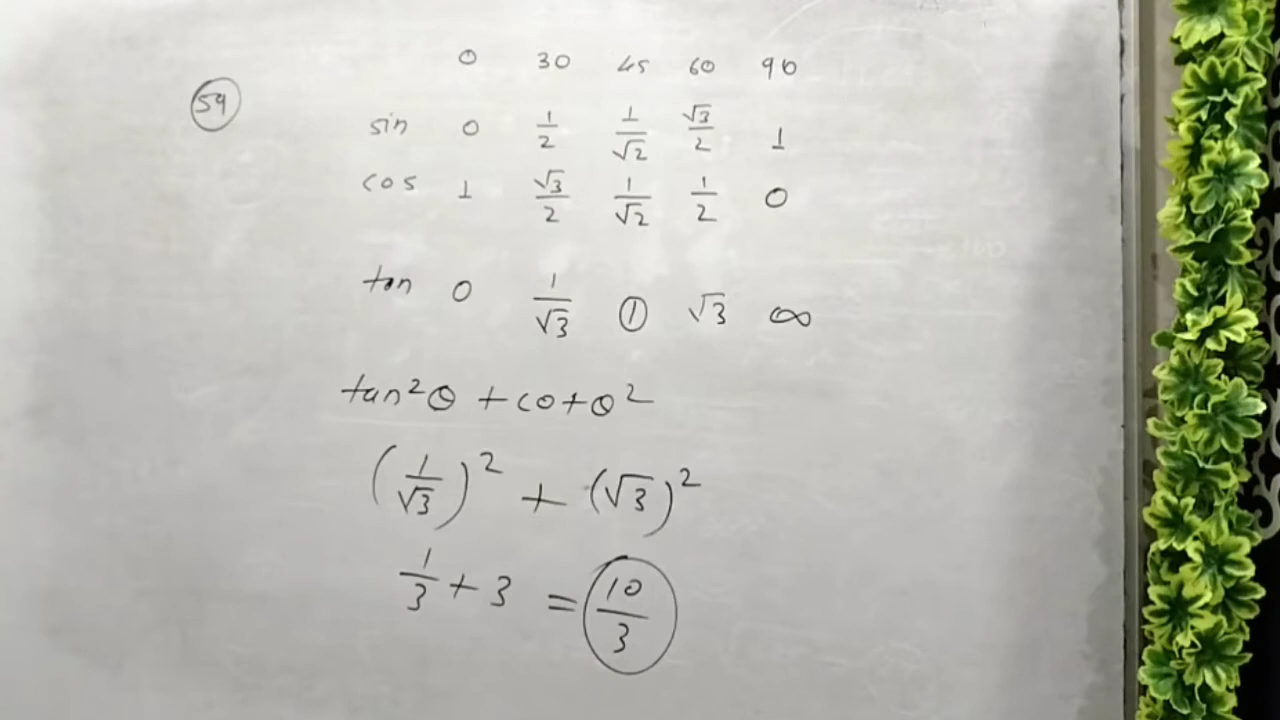 59
0 30 45 60 90
sin 0 1/2 1/√2 √3/2 1
cos 1 √3/2 1/√2 1/2 0
tan 0 1/√3 1 √3 ∞
tan²θ + cotθ²
(1/√3)² + (√3)²
1/3 + 3 = 10/3